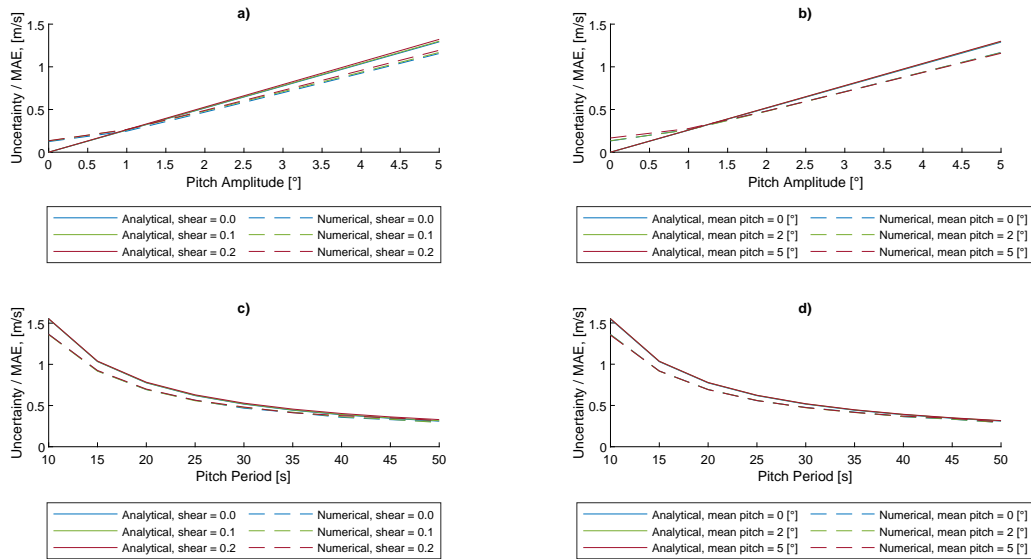 a)
Uncertainty / MAE, [m/s]
1.5
1
0.5
0
0 0.5 1 1.5 2 2.5 3 3.5 4 4.5 5
Pitch Amplitude [°]
Analytical, shear = 0.0 Numerical, shear = 0.0
Analytical, shear = 0.1 Numerical, shear = 0.1
Analytical, shear = 0.2 Numerical, shear = 0.2
b)
Uncertainty / MAE, [m/s]
1.5
1
0.5
0
0 0.5 1 1.5 2 2.5 3 3.5 4 4.5 5
Pitch Amplitude [°]
Analytical, mean pitch = 0 [°] Numerical, mean pitch = 0 [°]
Analytical, mean pitch = 2 [°] Numerical, mean pitch = 2 [°]
Analytical, mean pitch = 5 [°] Numerical, mean pitch = 5 [°]
c)
Uncertainty / MAE, [m/s]
1.5
1
0.5
0
10 15 20 25 30 35 40 45 50
Pitch Period [s]
Analytical, shear = 0.0 Numerical, shear = 0.0
Analytical, shear = 0.1 Numerical, shear = 0.1
Analytical, shear = 0.2 Numerical, shear = 0.2
d)
Uncertainty / MAE, [m/s]
1.5
1
0.5
0
10 15 20 25 30 35 40 45 50
Pitch Period [s]
Analytical, mean pitch = 0 [°] Numerical, mean pitch = 0 [°]
Analytical, mean pitch = 2 [°] Numerical, mean pitch = 2 [°]
Analytical, mean pitch = 5 [°] Numerical, mean pitch = 5 [°]